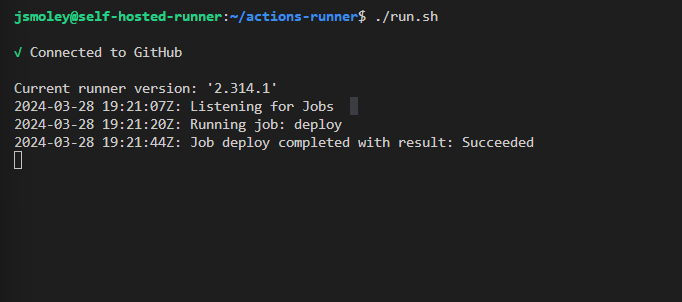 jsmoley@self-hosted-runner:~/actions-runner$ ./run.sh
√ Connected to GitHub
Current runner version: '2.314.1'
2024-03-28 19:21:07Z: Listening for Jobs
2024-03-28 19:21:20Z: Running job: deploy
2024-03-28 19:21:44Z: Job deploy completed with result: Succeeded